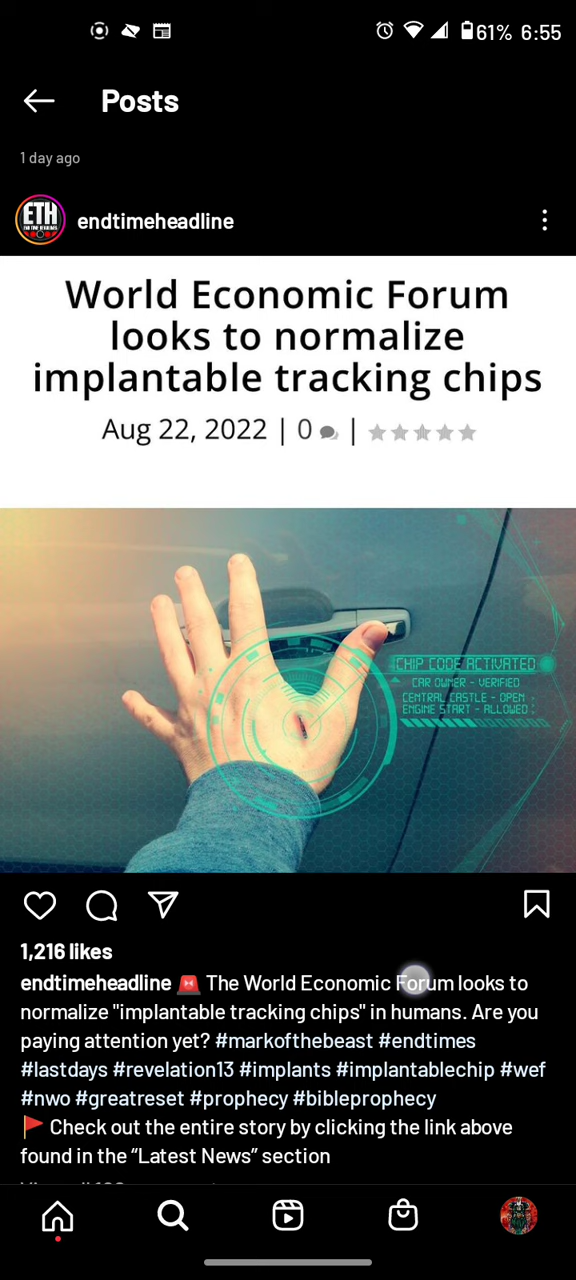 61% 6:55
Posts
1 day ago
ETH
endtimeheadline
World Economic Forum
looks to normalize
implantable tracking chips
Aug 22, 2022 | 0 |
CHIP CODE ACTIVATED
CAR OWNER - VERIFIED
CENTRAL CASTLE - OPEN
ENGINE START - ALLOWED
1,216 likes
endtimeheadline 🚨 The World Economic Forum looks to
normalize "implantable tracking chips" in humans. Are you
paying attention yet? #markofthebeast #endtimes
#lastdays #revelation13 #implants #implantablechip #wef
#nwo #greatreset #prophecy #bibleprophecy
🚩 Check out the entire story by clicking the link above
found in the “Latest News” section